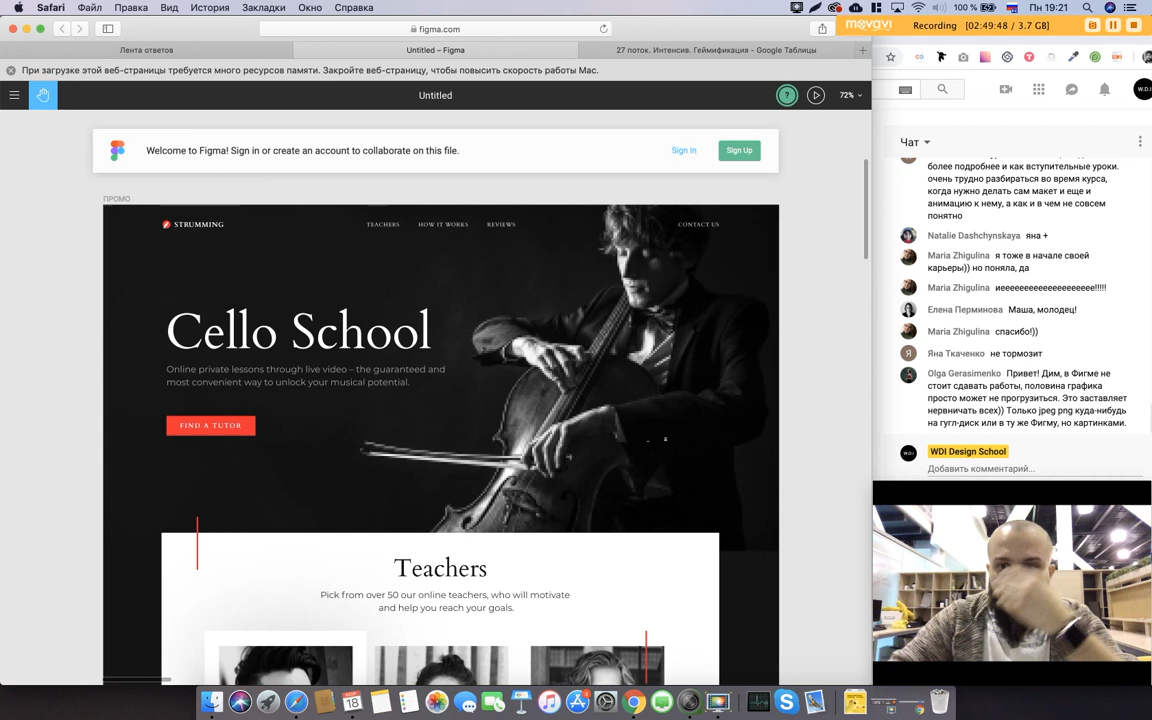 Safari Файл Правка Вид История Закладки Окно Справка
100 % Пн 19:21
movavi
Recording [02:49:48 / 3.7 GB]
figma.com
Лента ответов
Untitled – Figma
27 поток. Интенсив. Геймификация - Google Таблицы
При загрузке этой веб-страницы требуется много ресурсов памяти. Закройте веб-страницу, чтобы повысить скорость работы Mac.
Untitled
?
72%
Welcome to Figma! Sign in or create an account to collaborate on this file.
Sign In
Sign Up
ПРОМО
STRUMMING
TEACHERS
HOW IT WORKS
REVIEWS
CONTACT US
Cello School
Online private lessons through live video – the guaranteed and
most convenient way to unlock your musical potential.
FIND A TUTOR
Teachers
Pick from over 50 our online teachers, who will motivate
and help you reach your goals.
Чат
более подробнее и как вступительные уроки.
очень трудно разбираться во время курса,
когда нужно делать сам макет и еще и
анимацию к нему, а как и в чем не совсем
понятно
Natalie Dashchynskaya яна +
Maria Zhigulina я тоже в начале своей
карьеры)) но поняла, да
Maria Zhigulina иеееееееееееееееееееее!!!!!
Елена Перминова Маша, молодец!
Maria Zhigulina спасибо!))
Я
Яна Ткаченко не тормозит
Olga Gerasimenko Привет! Дим, в Фигме не
стоит сдавать работы, половина графика
просто может не прогрузиться. Это заставляет
нервничать всех)) Только jpeg png куда-нибудь
на гугл-диск или в ту же Фигму, но картинками.
WDI Design School
Добавить комментарий...
18